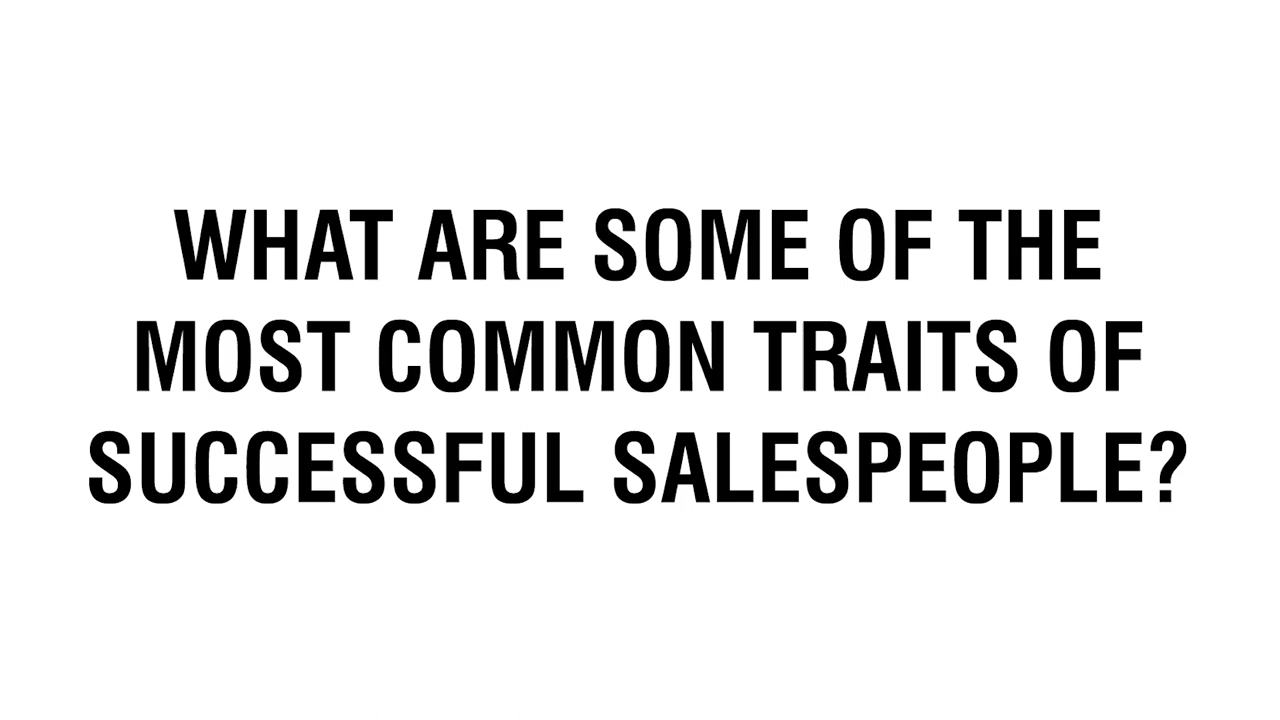 WHAT ARE SOME OF THE
MOST COMMON TRAITS OF
SUCCESSFUL SALESPEOPLE?